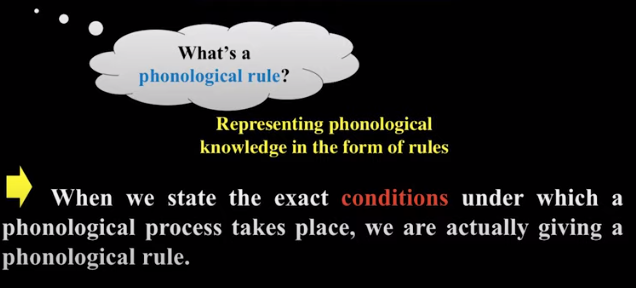 What's a
phonological rule?
Representing phonological
knowledge in the form of rules
When we state the exact conditions under which a
phonological process takes place, we are actually giving a
phonological rule.